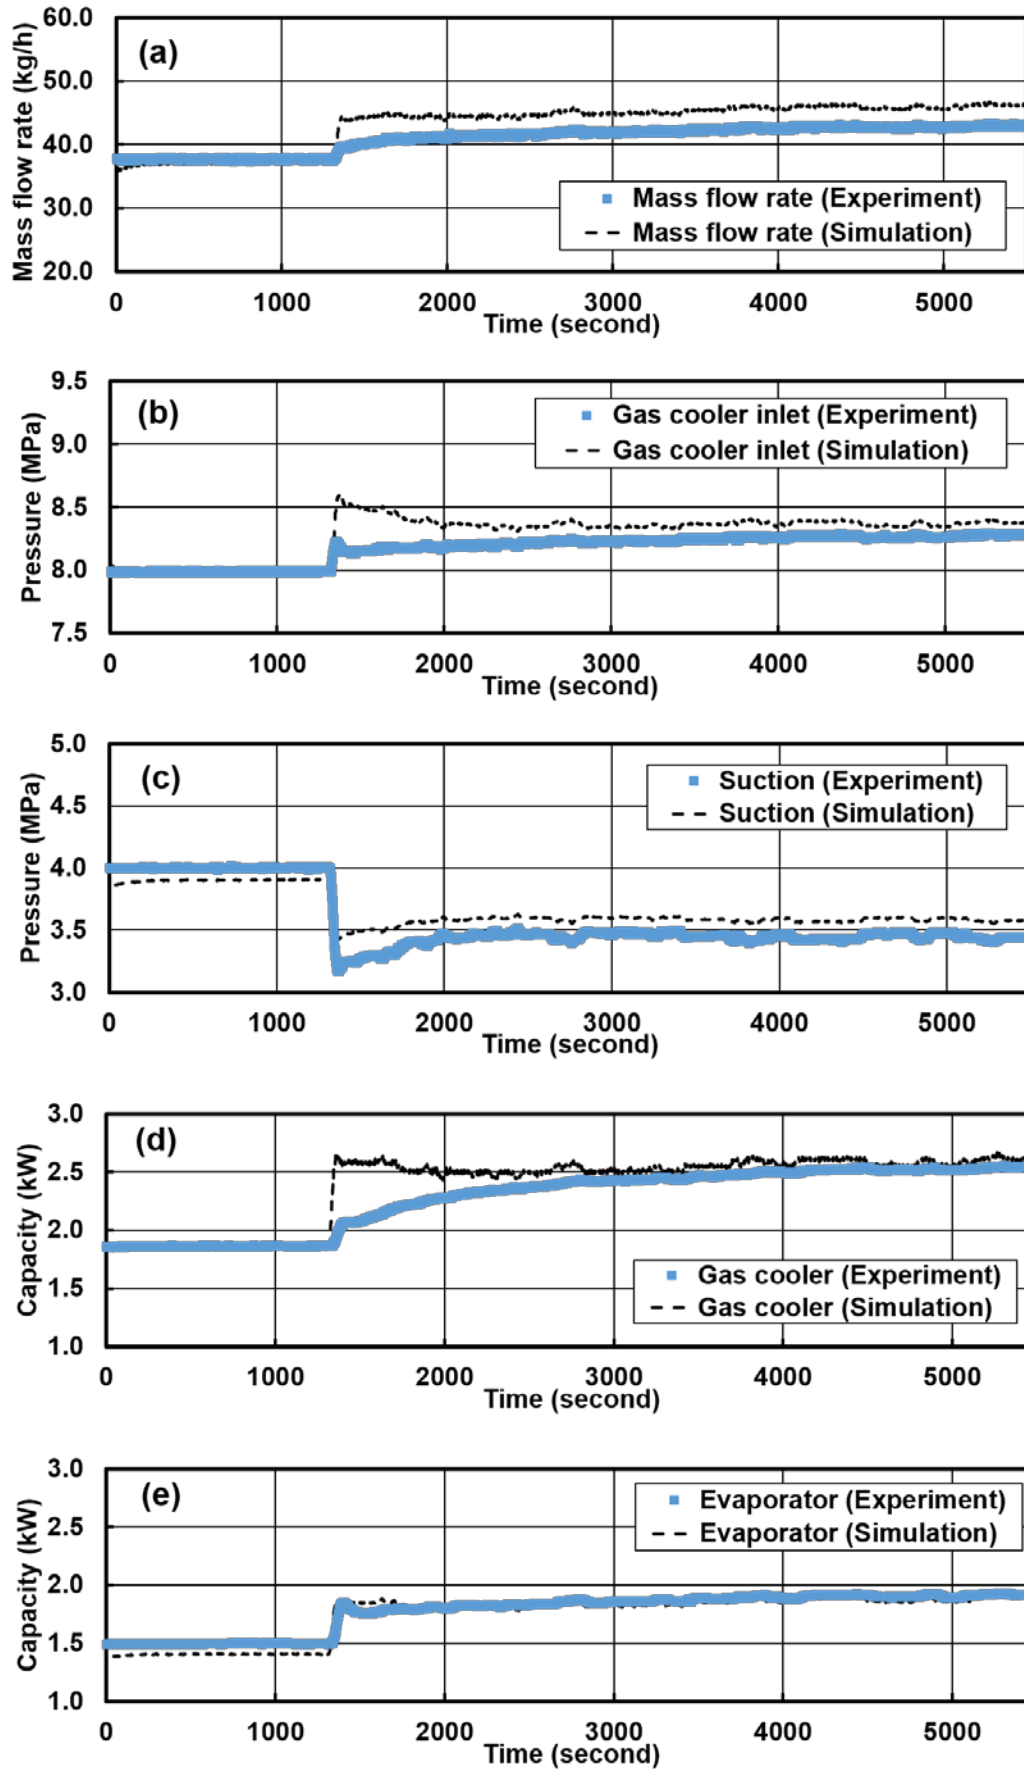 (a)
Mass flow rate (kg/h)
60.0
50.0
40.0
30.0
20.0
Mass flow rate (Experiment)
Mass flow rate (Simulation)
0 1000 2000 3000 4000 5000
Time (second)
(b)
Pressure (MPa)
9.5
9.0
8.5
8.0
7.5
Gas cooler inlet (Experiment)
Gas cooler inlet (Simulation)
0 1000 2000 3000 4000 5000
Time (second)
(c)
Pressure (MPa)
5.0
4.5
4.0
3.5
3.0
Suction (Experiment)
Suction (Simulation)
0 1000 2000 3000 4000 5000
Time (second)
(d)
Capacity (kW)
3.0
2.5
2.0
1.5
1.0
Gas cooler (Experiment)
Gas cooler (Simulation)
0 1000 2000 3000 4000 5000
Time (second)
(e)
Capacity (kW)
3.0
2.5
2.0
1.5
1.0
Evaporator (Experiment)
Evaporator (Simulation)
0 1000 2000 3000 4000 5000
Time (second)